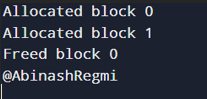 Allocated block 0
Allocated block 1
Freed block 0
@AbinashRegmi